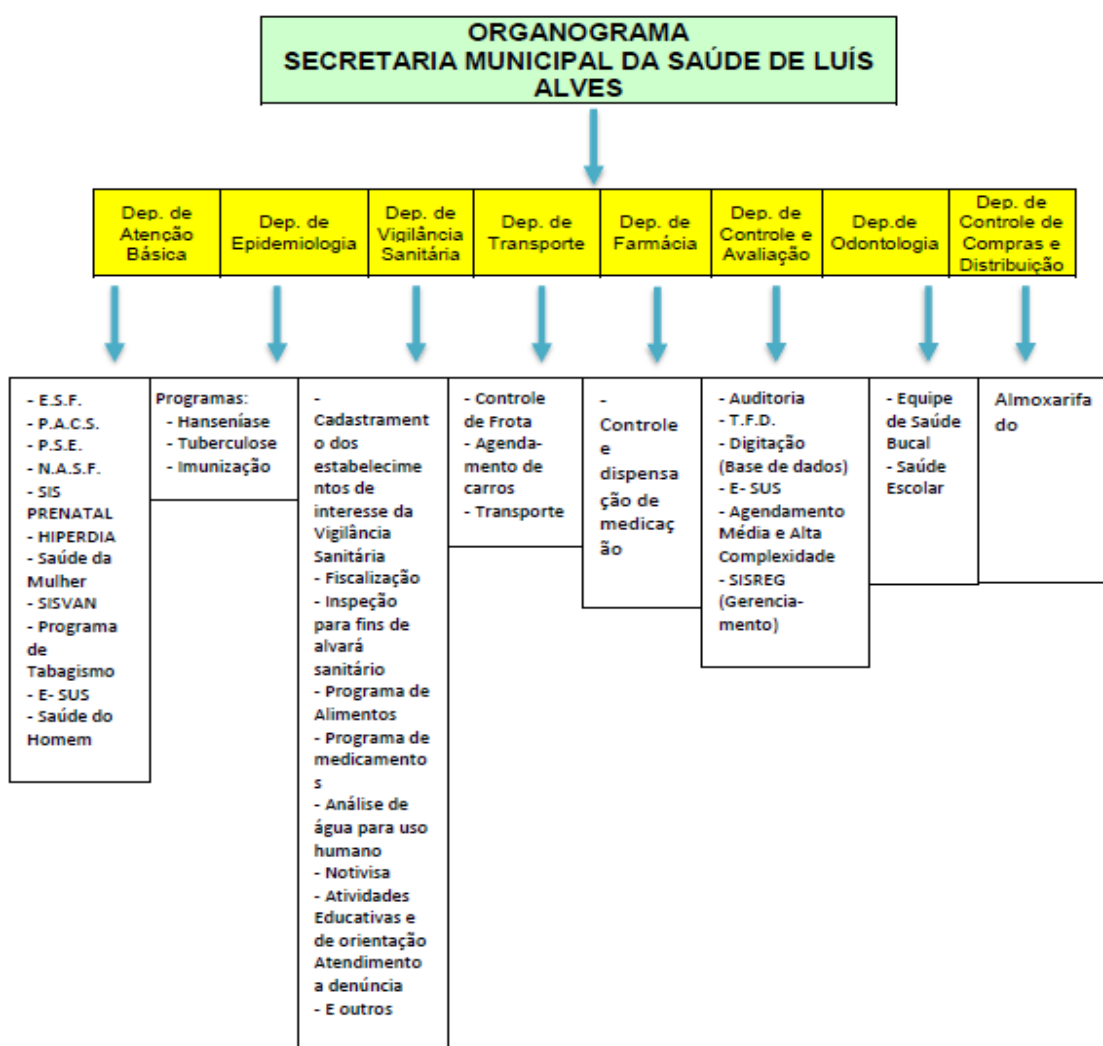 ORGANOGRAMA
SECRETARIA MUNICIPAL DA SAÚDE DE LUÍS
ALVES
Dep. de
Atenção
Básica
Dep. de
Epidemiologia
Dep. de
Vigilância
Sanitária
Dep. de
Transporte
Dep. de
Farmácia
Dep. de
Controle e
Avaliação
Dep.de
Odontologia
Dep. de
Controle de
Compras e
Distribuição
- E.S.F.
- P.A.C.S.
- P.S.E.
- N.A.S.F.
- SIS
PRENATAL
- HIPERDIA
- Saúde da
Mulher
- SISVAN
- Programa
de
Tabagismo
- E- SUS
- Saúde do
Homem
Programas:
- Hanseníase
- Tuberculose
- Imunização
-
Cadastramento
to dos
estabelecime
ntos de
interesse da
Vigilância
Sanitária
- Fiscalização
- Inspeção
para fins de
alvará
sanitário
- Programa de
Alimentos
- Programa de
medicamento
s
- Análise de
água para uso
humano
- Notivisa
- Atividades
Educativas e
de orientação
Atendimento
a denúncia
- E outros
- Controle
de Frota
- Agenda-
mento de
carros
- Transporte
-
Controle
e
dispensa
ção de
medicaç
ão
- Auditoria
- T.F.D.
- Digitação
(Base de dados)
- E- SUS
- Agendamento
Média e Alta
Complexidade
- SISREG
(Gerencia-
mento)
- Equipe
de Saúde
Bucal
- Saúde
Escolar
Almoxarifa
do